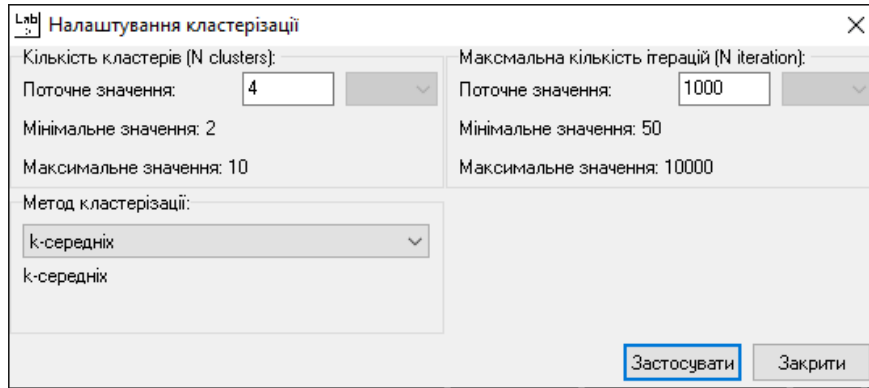 Lab
Налаштування кластерізації
Кількість кластерів (N clusters):
Поточне значення: 4
Мінімальне значення: 2
Максимальне значення: 10
Максмальна кількість ітерацій (N iteration):
Поточне значення: 1000
Мінімальне значення: 50
Максимальне значення: 10000
Метод кластерізації:
k-середніх
k-середніх
Застосувати Закрити